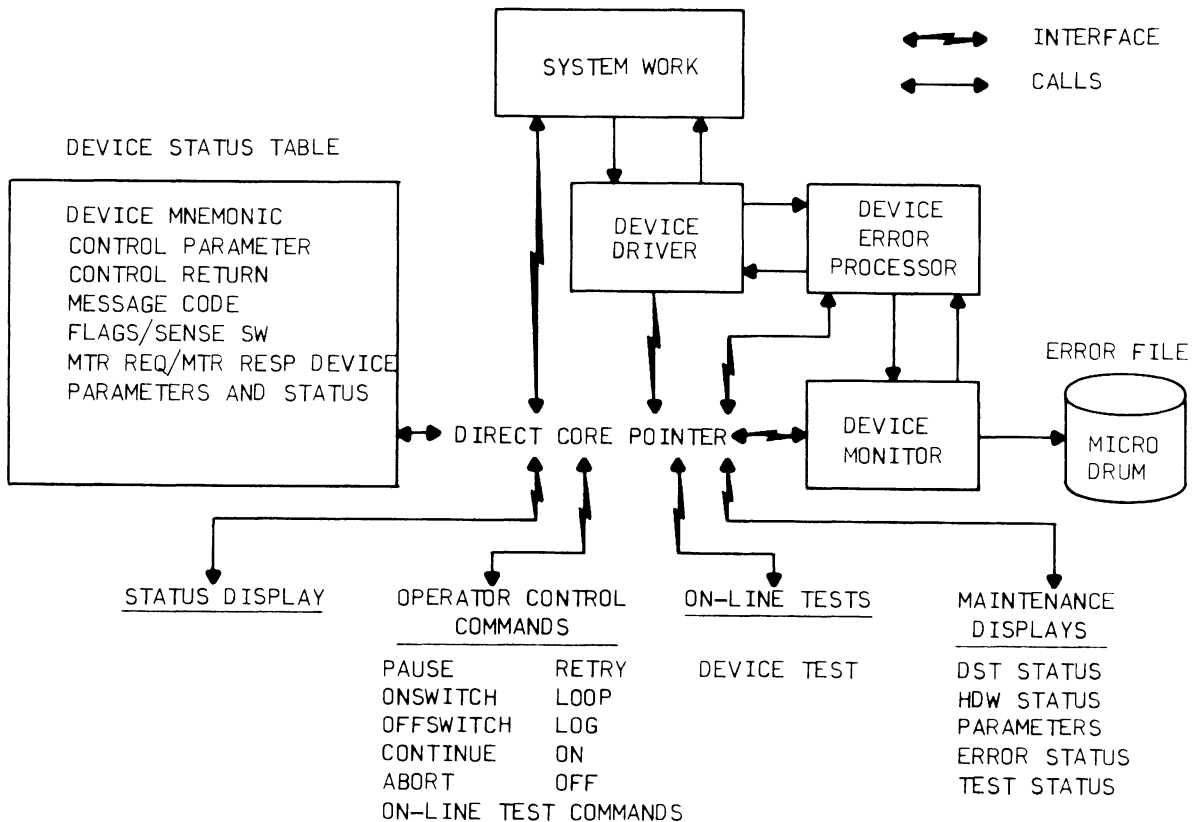 SYSTEM WORK
INTERFACE
CALLS
DEVICE STATUS TABLE
DEVICE MNEMONIC
CONTROL PARAMETER
CONTROL RETURN
MESSAGE CODE
FLAGS/SENSE SW
MTR REQ/MTR RESP DEVICE
PARAMETERS AND STATUS
DEVICE
DRIVER
DEVICE
ERROR
PROCESSOR
ERROR FILE
DEVICE
MONITOR
MICRO
DRUM
DIRECT CORE POINTER
STATUS DISPLAY
OPERATOR CONTROL
COMMANDS
PAUSE RETRY
ONSWITCH LOOP
OFFSWITCH LOG
CONTINUE ON
ABORT OFF
ON-LINE TEST COMMANDS
ON-LINE TESTS
DEVICE TEST
MAINTENANCE
DISPLAYS
DST STATUS
HDW STATUS
PARAMETERS
ERROR STATUS
TEST STATUS